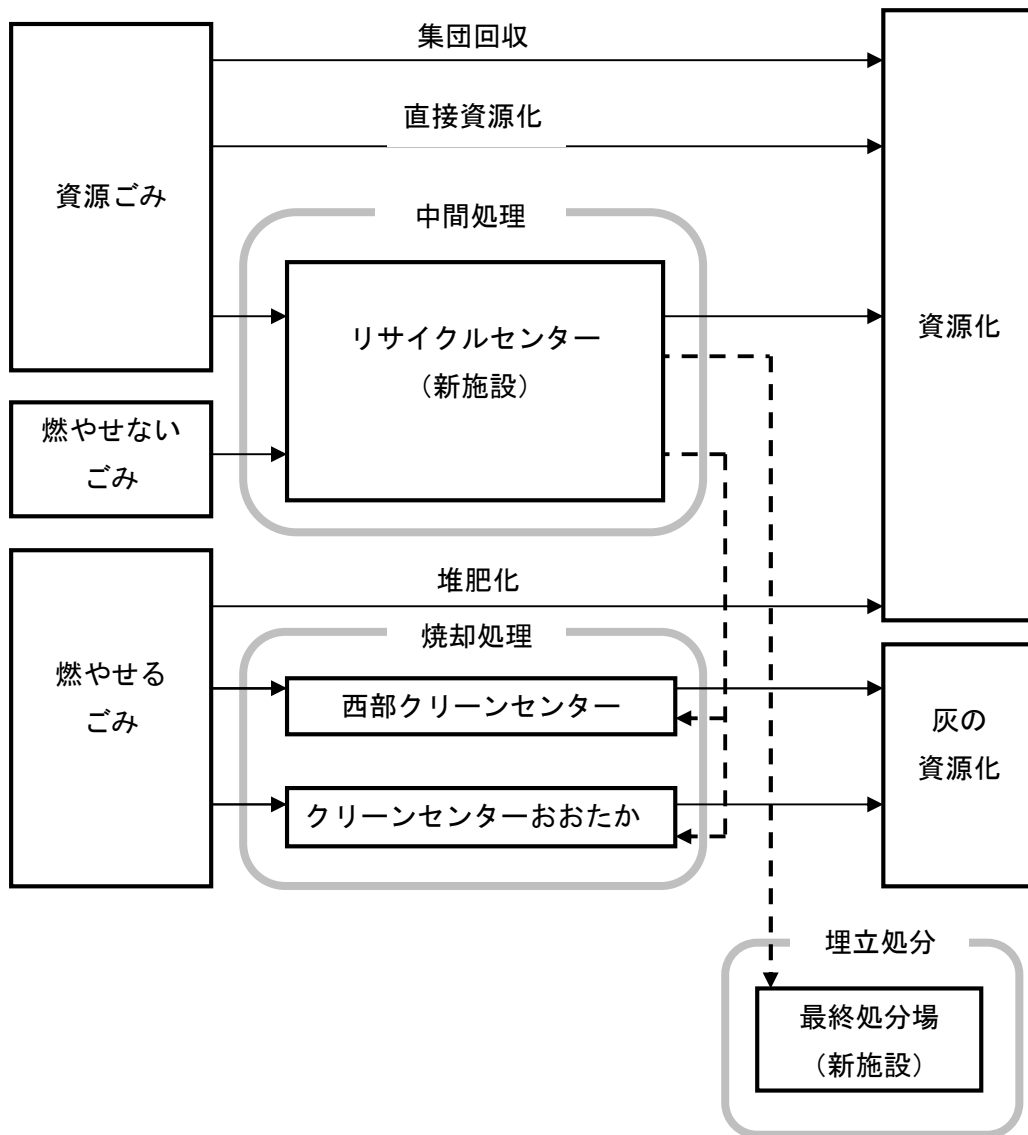 集団回収
直接資源化
資源ごみ
中間処理
リサイクルセンター
（新施設）
資源化
燃やせない
ごみ
堆肥化
焼却処理
燃やせる
ごみ
西部クリーンセンター
クリーンセンターおおたか
灰の
資源化
埋立処分
最終処分場
（新施設）